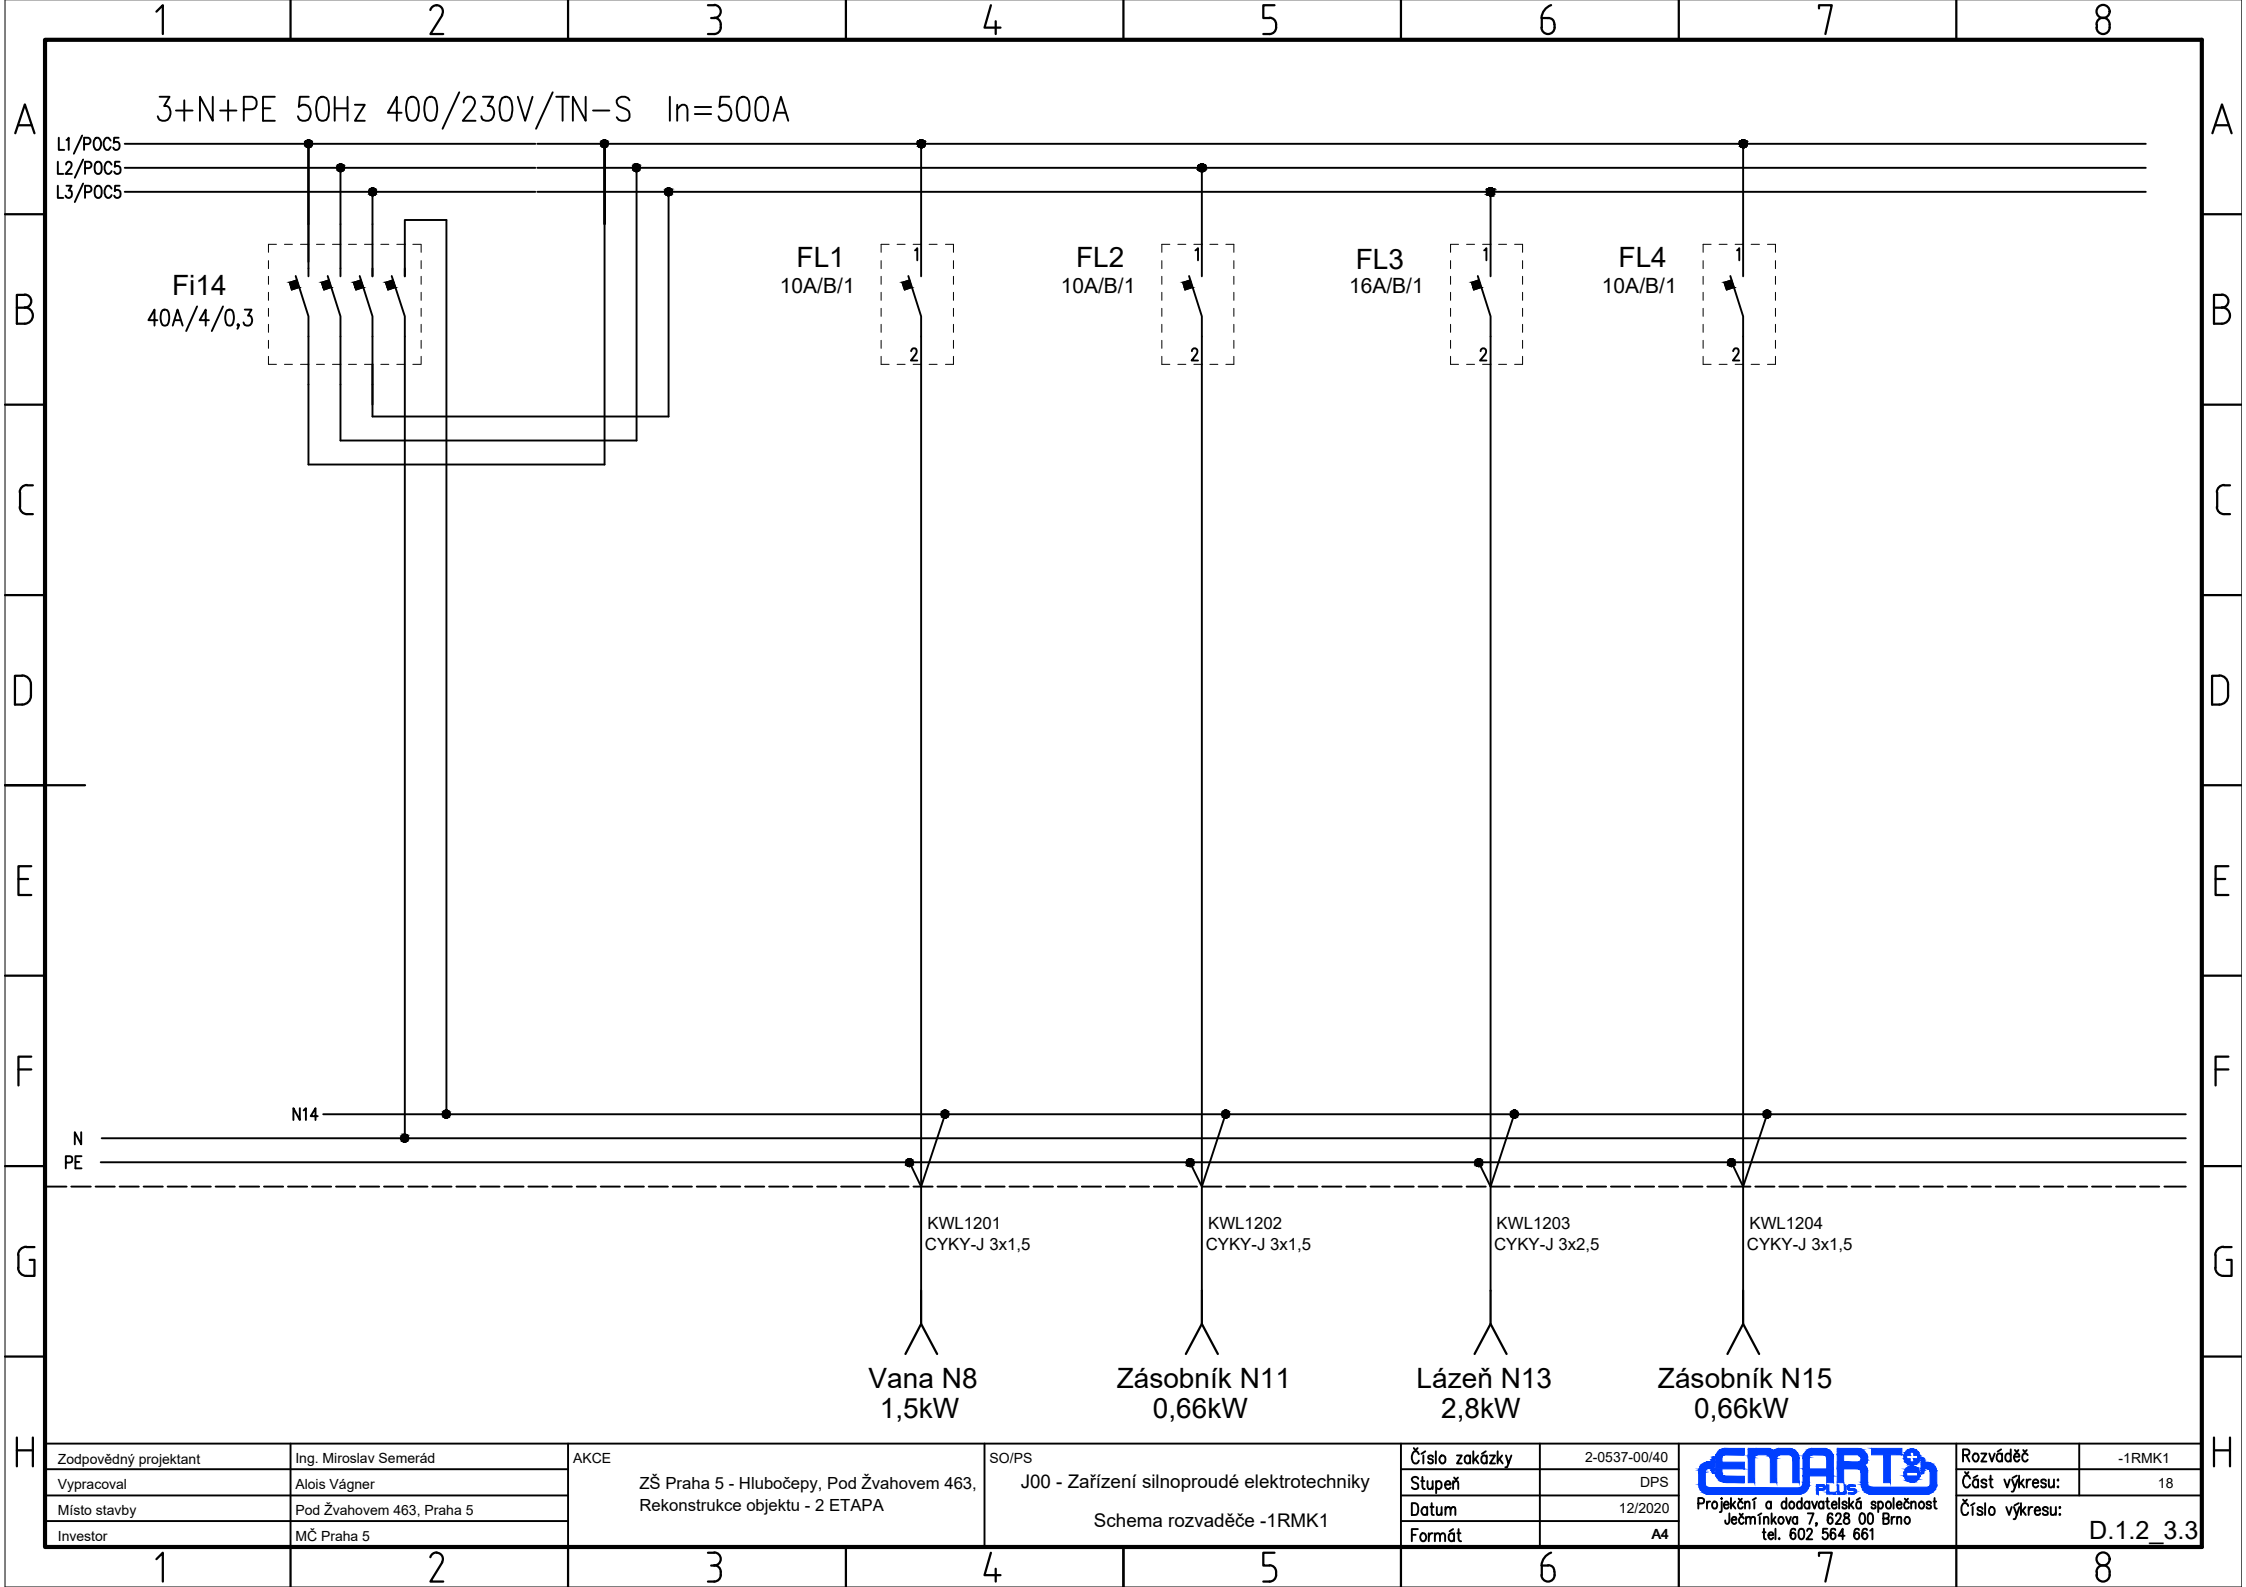 1 2 3 4 5 6 7 8
A A
3+N+PE 50Hz 400/230V/TN-S In=500A
L1/POC5
L2/POC5
L3/POC5
B B
Fi14
40A/4/0,3
FL1
10A/B/1
1
2
FL2
10A/B/1
1
2
FL3
16A/B/1
1
2
FL4
10A/B/1
1
2
C C
D D
E E
F F
N14
N
PE
G G
KWL1201
CYKY-J 3x1,5
KWL1202
CYKY-J 3x1,5
KWL1203
CYKY-J 3x2,5
KWL1204
CYKY-J 3x1,5
Vana N8
1,5kW
Zásobník N11
0,66kW
Lázeň N13
2,8kW
Zásobník N15
0,66kW
H H
Zodpovědný projektant Ing. Miroslav Semerád
Vypracoval Alois Vágner
Místo stavby Pod Žvahovem 463, Praha 5
Investor MČ Praha 5
AKCE
ZŠ Praha 5 - Hlubočepy, Pod Žvahovem 463,
Rekonstrukce objektu - 2 ETAPA
SO/PS
J00 - Zařízení silnoproudé elektrotechniky
Schema rozvaděče -1RMK1
Číslo zakázky 2-0537-00/40
Stupeň DPS
Datum 12/2020
Formát A4
EMART
PLUS
Projekční a dodavatelská společnost
Ječmínkova 7, 628 00 Brno
tel. 602 564 661
Rozváděč -1RMK1
Část výkresu: 18
Číslo výkresu:
D.1.2_3.3
1 2 3 4 5 6 7 8